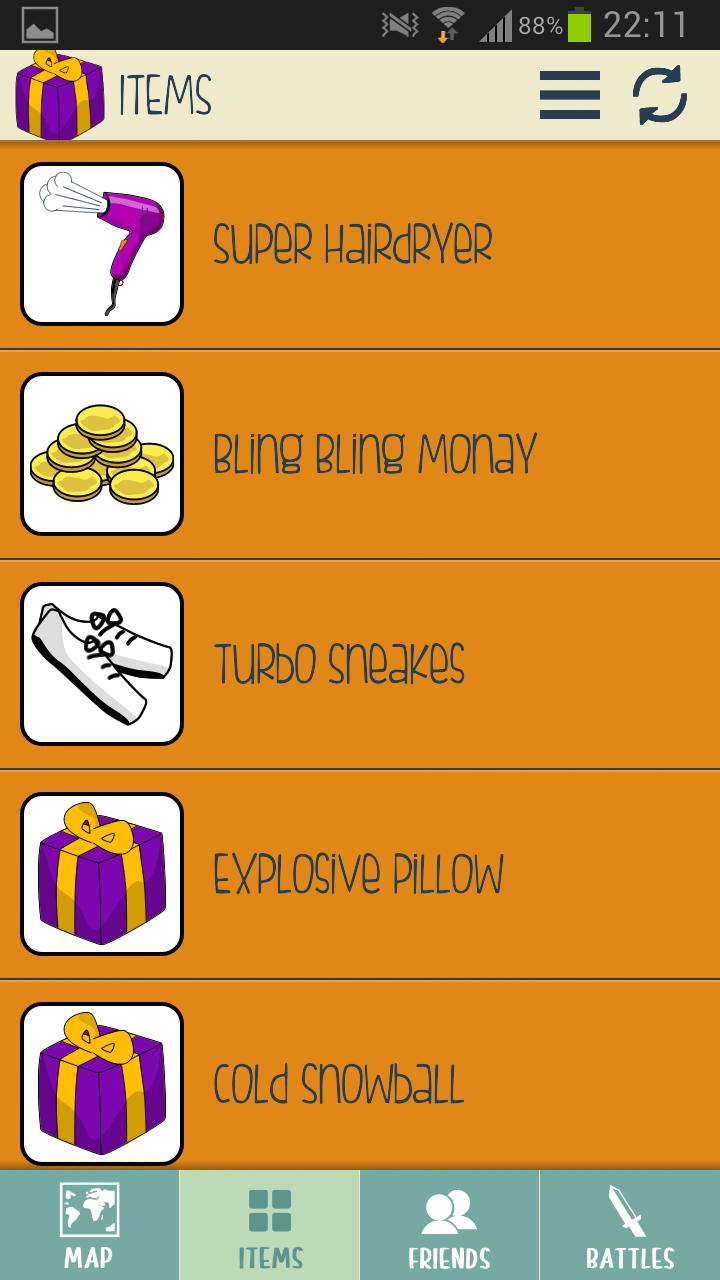 88% 22:11
ITEMS
Super Hairdryer
Bling Bling Monay
Turbo Sneakes
Explosive Pillow
Cold Snowball
MAP ITEMS FRIENDS BATTLES